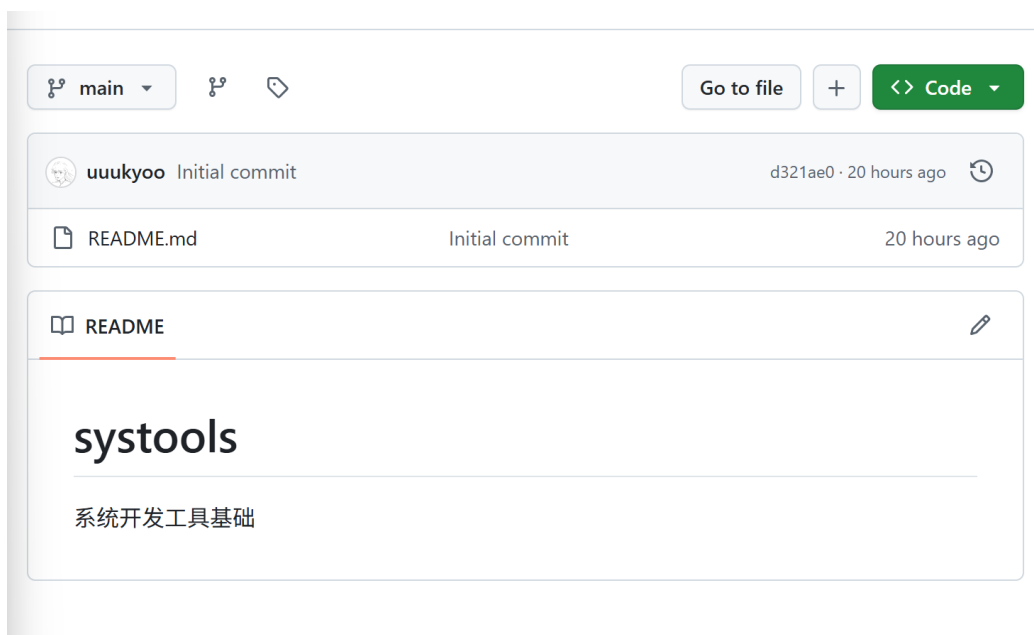 main
Go to file
Code
uuukyoo Initial commit d321ae0 · 20 hours ago
README.md Initial commit 20 hours ago
README
systools
系统开发工具基础